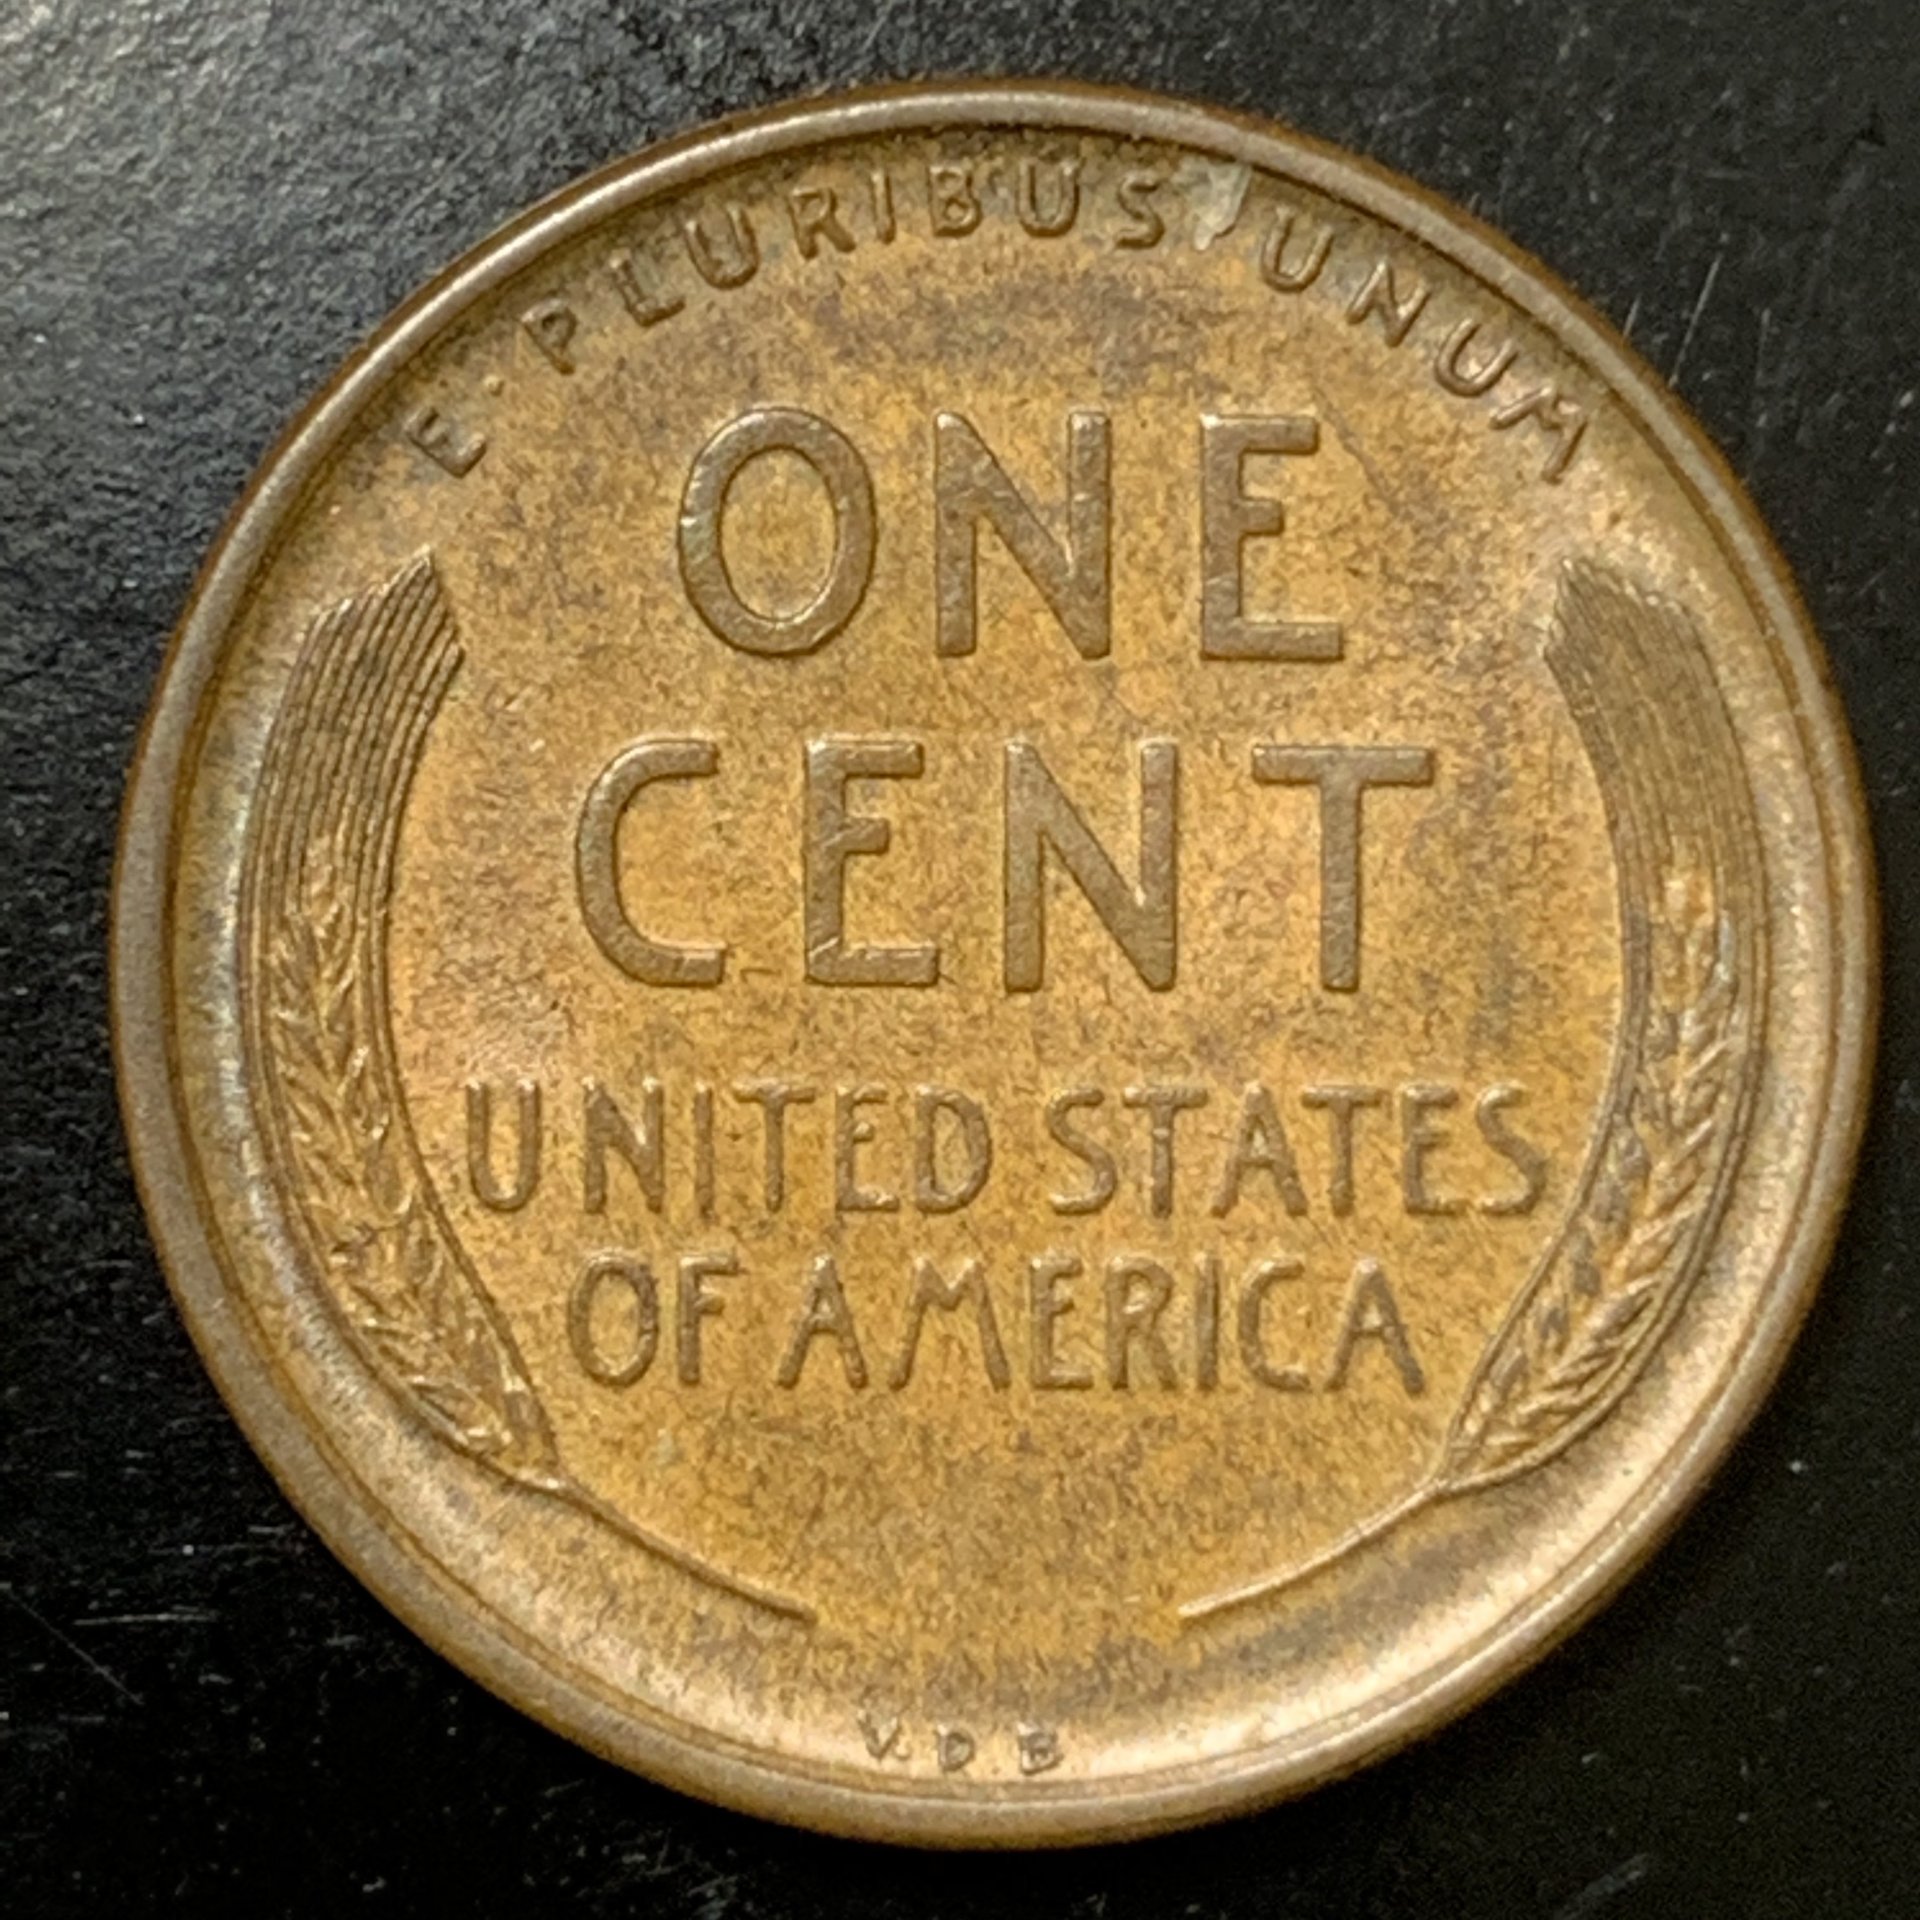 E·PLURIBUS UNUM
ONE
CENT
UNITED STATES
OF AMERICA
V.D.B.